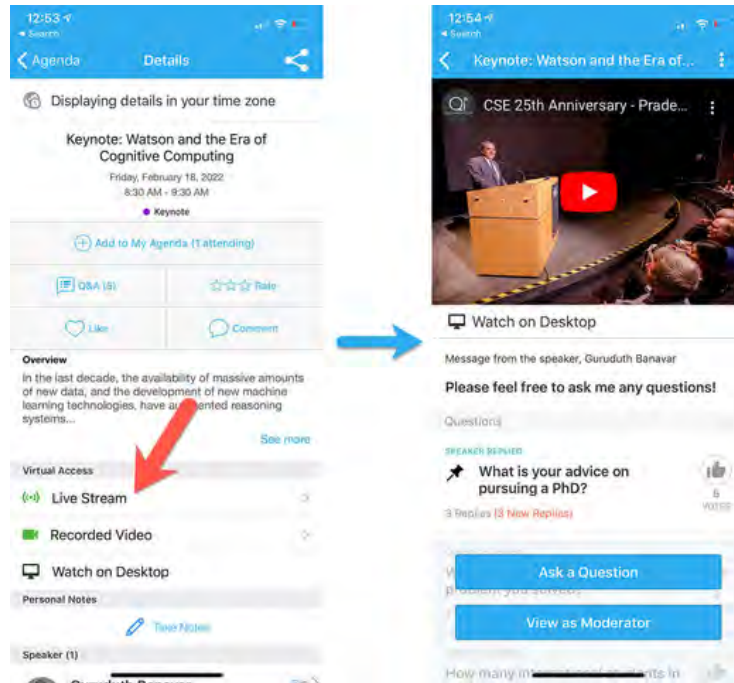 12:53
Search
Agenda
Details
Displaying details in your time zone
Keynote: Watson and the Era of
Cognitive Computing
Friday, February 18, 2022
8:30 AM - 9:30 AM
Keynote
Add to My Agenda (1 attending)
Q&A (5)
Rate
Like
Comment
Overview
In the last decade, the availability of massive amounts
of new data, and the development of new machine
learning technologies, have augmented reasoning
systems...
See more
Virtual Access
Live Stream
Recorded Video
Watch on Desktop
Personal Notes
Take Notes
Speaker (1)
Guruduth Banavar
12:54
Search
Keynote: Watson and the Era of...
CSE 25th Anniversary - Prade...
Watch on Desktop
Message from the speaker, Guruduth Banavar
Please feel free to ask me any questions!
Questions
SPEAKER REPLIED
What is your advice on
pursuing a PhD?
6
VOTES
3 Replies (3 New Replies)
problem you solved?
Ask a Question
View as Moderator
How many international students in